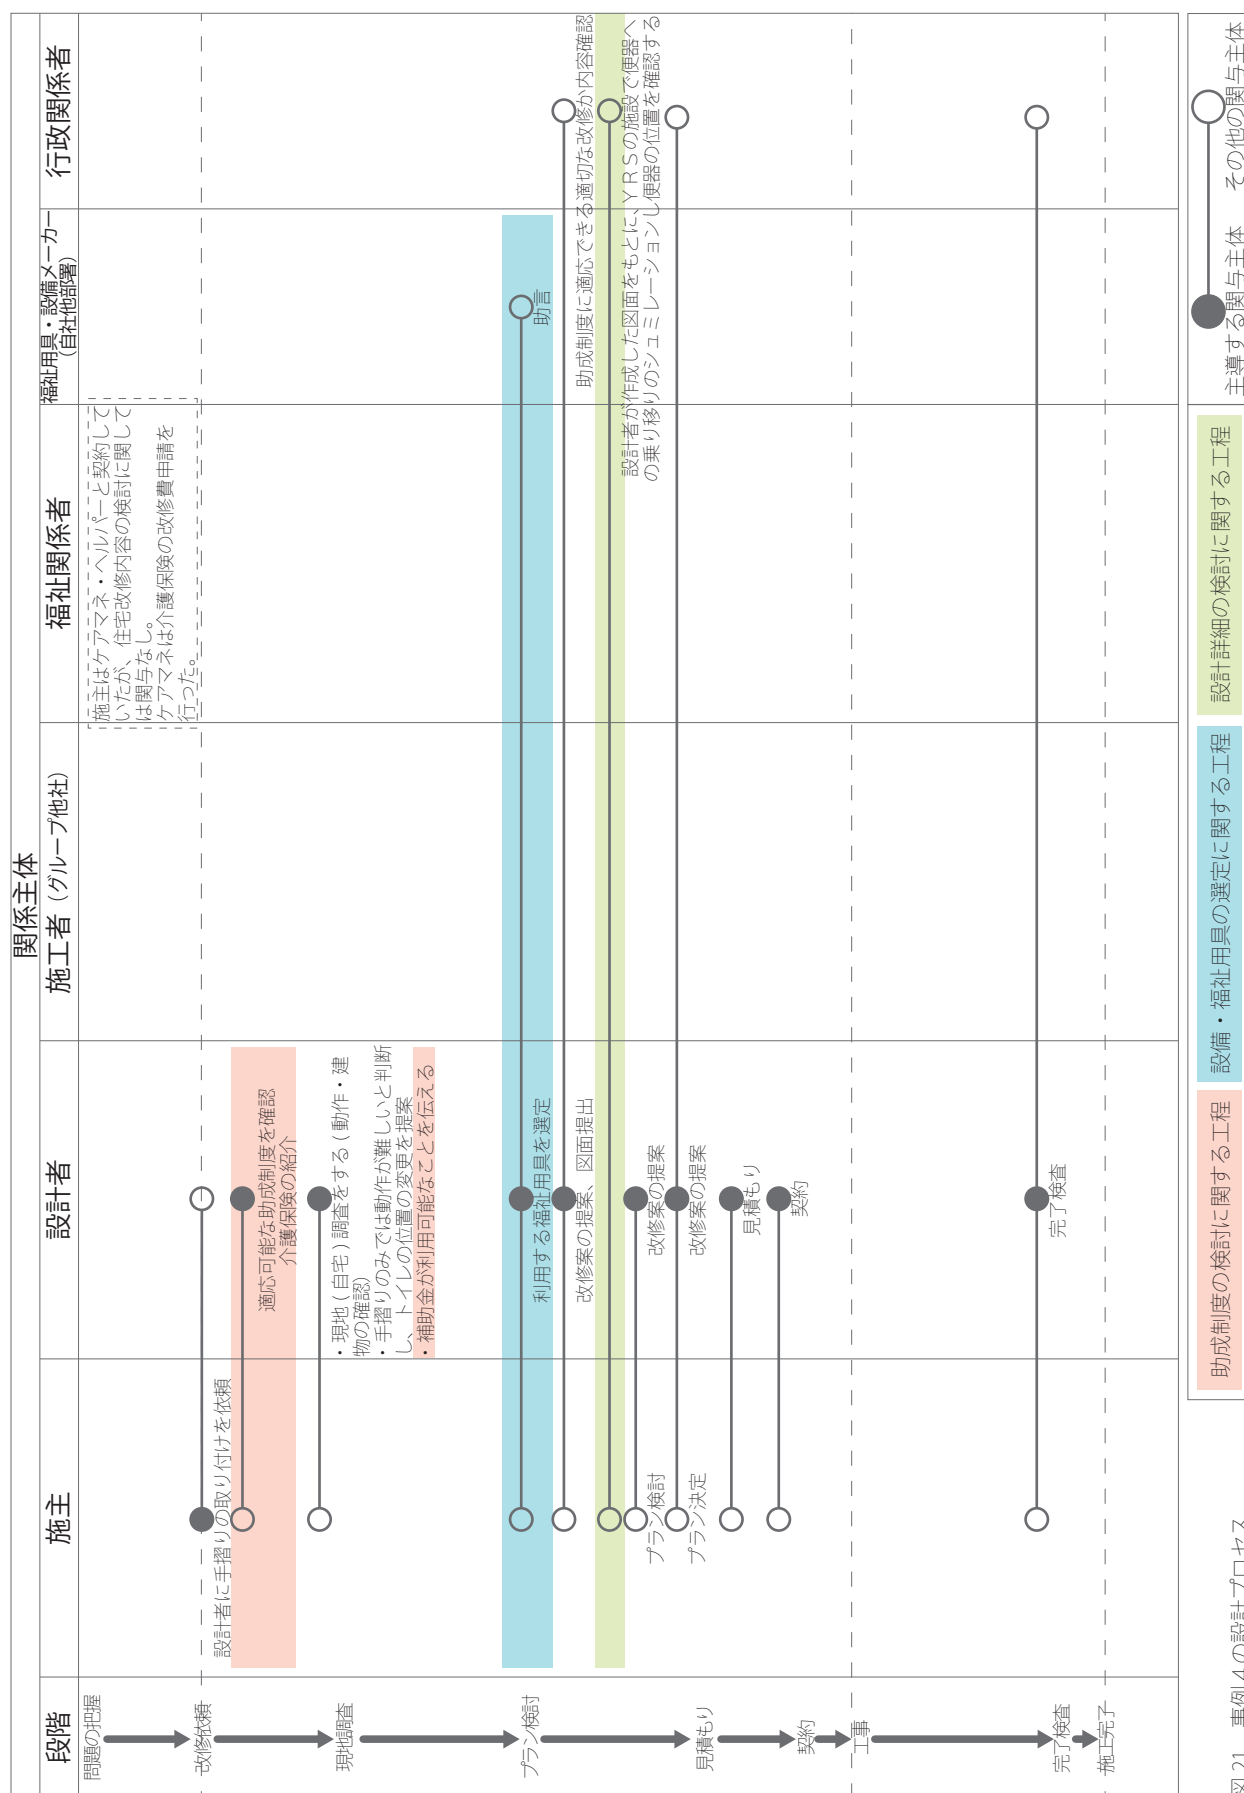 関係主体
段階
施主
設計者
施工者（グループ他社）
福祉関係者
福祉用具・設備メーカー
（自社他部署）
行政関係者
問題の把握
改修依頼
現地調査
プラン検討
見積もり
契約
工事
完了検査
施工完了
施主はケアマネ・ヘルパーと契約して
いたが、住宅改修内容の検討に関して
は関与なし。
ケアマネは介護保険の改修費申請を
行った。
設計者に手摺りの取り付けを依頼
適応可能な助成制度を確認
介護保険の紹介
・現地(自宅)調査をする(動作・建
物の確認)
・手摺りのみでは動作が難しいと判断
し、トイレの位置の変更を提案
・補助金が利用可能なことを伝える
利用する福祉用具を選定
助言
改修案の提案、図面提出
助成制度に適応できる適切な改修か内容確認
設計者が作成した図面をもとに、YRSの施設で便器へ
の乗り移りのシュミレーションし便器の位置を確認する
プラン検討
改修案の提案
プラン決定
改修案の提案
見積もり
契約
完了検査
助成制度の検討に関する工程
設備・福祉用具の選定に関する工程
設計詳細の検討に関する工程
主導する関与主体
その他の関与主体
図21 事例4の設計プロセス